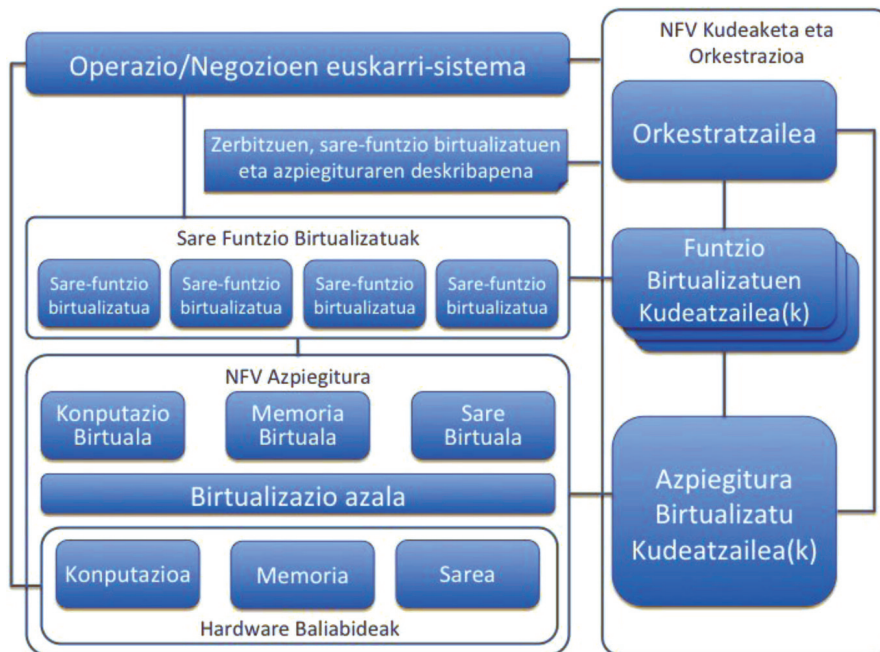 Operazio/Negozioen euskarri-sistema
Zerbitzuen, sare-funtzio birtualizatuen
eta azpiegituraren deskribapena
Sare Funtzio Birtualizatuak
Sare-funtzio
birtualizatua
Sare-funtzio
birtualizatua
Sare-funtzio
birtualizatua
Sare-funtzio
birtualizatua
NFV Azpiegitura
Konputazio
Birtuala
Memoria
Birtuala
Sare
Birtuala
Birtualizazio azala
Konputazioa
Memoria
Sarea
Hardware Baliabideak
NFV Kudeaketa eta
Orkestrazioa
Orkestratzailea
Funtzio
Birtualizatuen
Kudeatzailea(k)
Azpiegitura
Birtualizatu
Kudeatzailea(k)